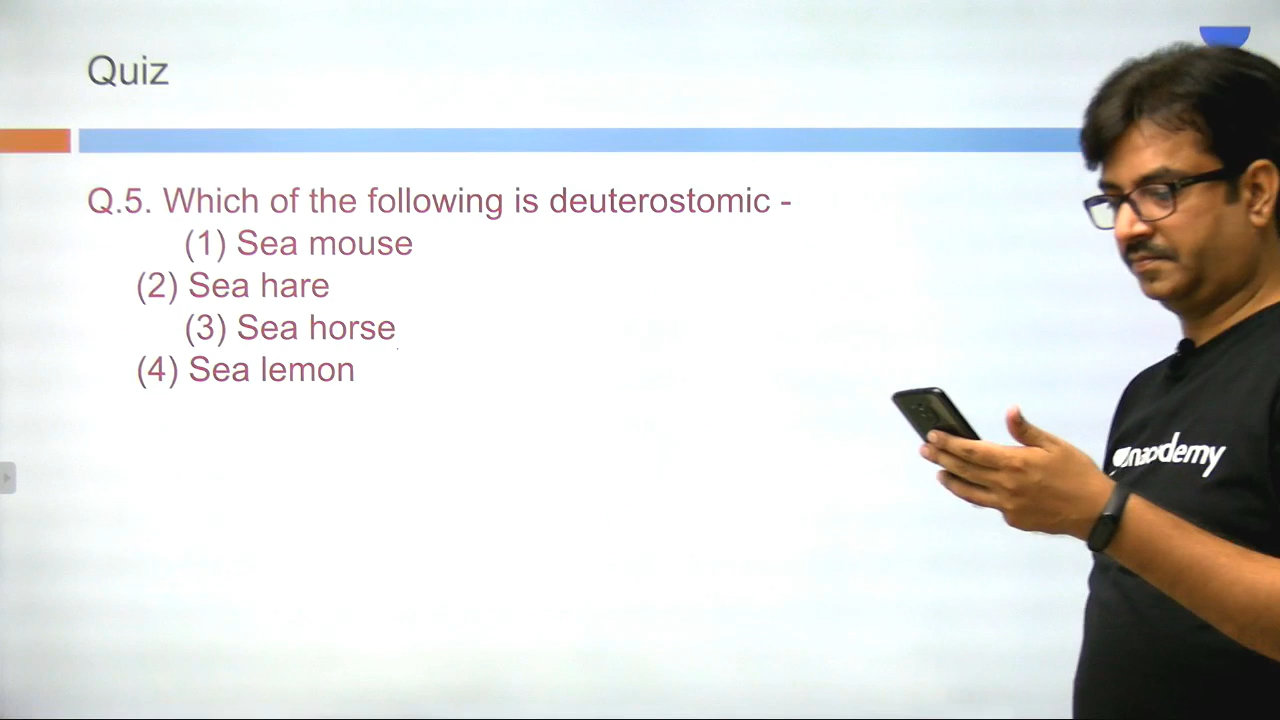 Quiz
Q.5. Which of the following is deuterostomic -
(1) Sea mouse
(2) Sea hare
(3) Sea horse
(4) Sea lemon